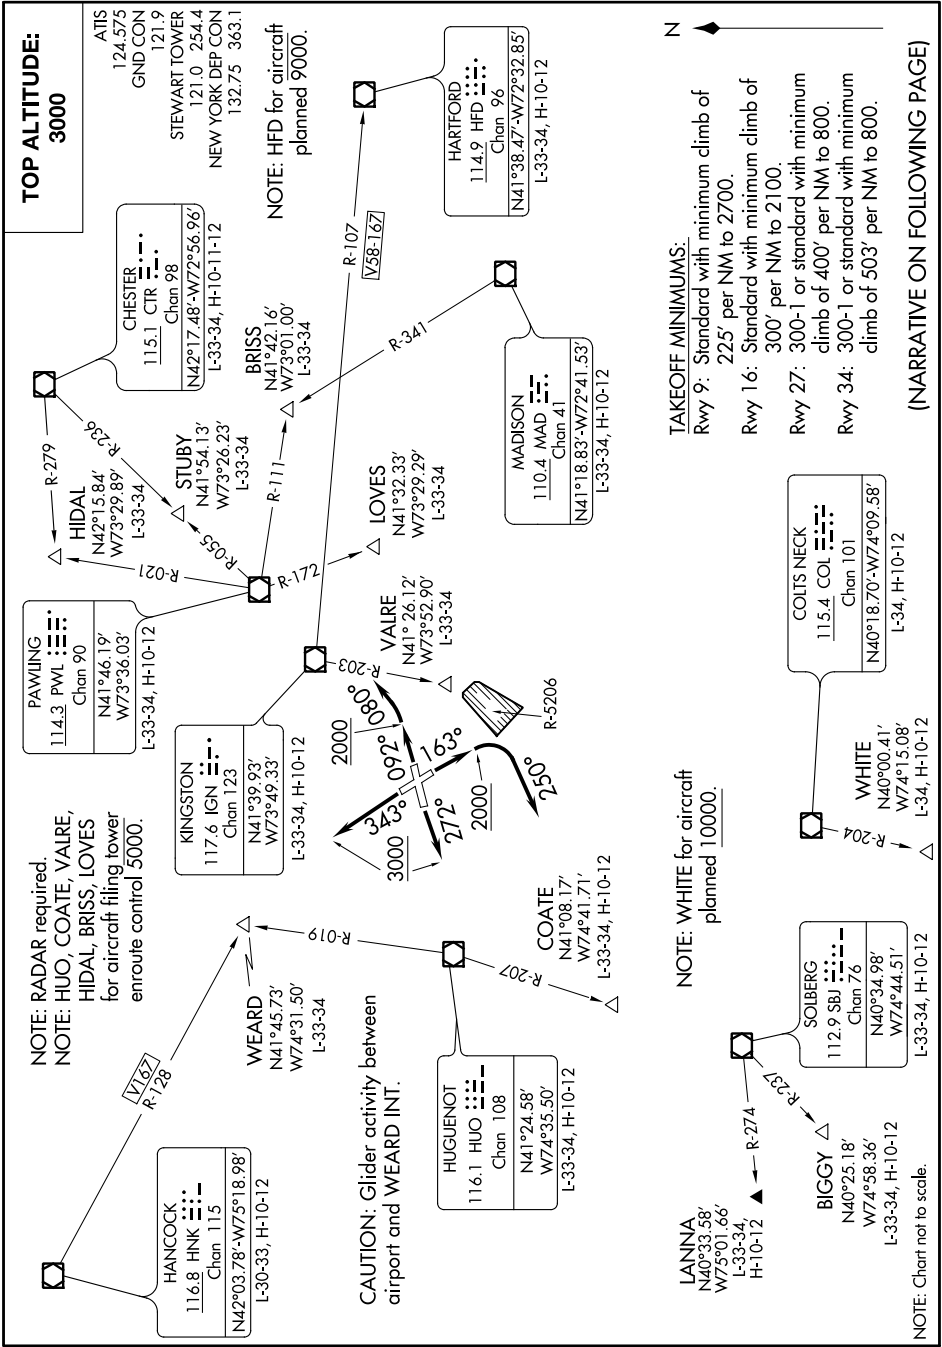 TOP ALTITUDE:
3000
ATIS
124.575
GND CON
121.9
STEWART TOWER
121.0 254.4
NEW YORK DEP CON
132.75 363.1
NOTE: RADAR required.
NOTE: HUO, COATE, VALRE,
HIDAL, BRISS, LOVES
for aircraft filing tower
enroute control 5000.
NOTE: HFD for aircraft
planned 9000.
HANCOCK
116.8 HNK
Chan 115
N42°03.78'-W75°18.98'
L-30-33, H-10-12
V167
R-128
WEARD
N41°45.73'
W74°31.50'
L-33-34
R-019
CAUTION: Glider activity between
airport and WEARD INT.
HUGUENOT
116.1 HUO
Chan 108
N41°24.58'
W74°35.50'
L-33-34, H-10-12
R-207
COATE
N41°08.17'
W74°41.71'
L-33-34, H-10-12
PAWLING
114.3 PWL
Chan 90
N41°46.19'
W73°36.03'
L-33-34, H-10-12
KINGSTON
117.6 IGN
Chan 123
N41°39.93'
W73°49.33'
L-33-34, H-10-12
CHESTER
115.1 CTR
Chan 98
N42°17.48'-W72°56.96'
L-33-34, H-10-11-12
R-279
R-236
HIDAL
N42°15.84'
W73°29.89'
L-33-34
R-021
STUBY
N41°54.13'
W73°26.23'
L-33-34
R-055
BRISS
N41°42.16'
W73°01.00'
L-33-34
R-111
R-341
R-172
LOVES
N41°32.33'
W73°29.29'
L-33-34
R-107
V58-167
HARTFORD
114.9 HFD
Chan 96
N41°38.47'-W72°32.85'
L-33-34, H-10-12
MADISON
110.4 MAD
Chan 41
N41°18.83'-W72°41.53'
L-33-34, H-10-12
R-203
VALRE
N41°26.12'
W73°52.90'
L-33-34
R-5206
343°
3000
272°
092°
2000
080°
163°
2000
250°
NOTE: WHITE for aircraft
planned 10000.
LANNA
N40°33.58'
W75°01.66'
L-33-34,
H-10-12
R-274
R-237
BIGGY
N40°25.18'
W74°58.36'
L-33-34, H-10-12
SOLBERG
112.9 SBJ
Chan 76
N40°34.98'
W74°44.51'
L-33-34, H-10-12
COLTS NECK
115.4 COL
Chan 101
N40°18.70'-W74°09.58'
L-34, H-10-12
R-204
WHITE
N40°00.41'
W74°15.08'
L-34, H-10-12
N
TAKEOFF MINIMUMS:
Rwy 9: Standard with minimum climb of
225' per NM to 2700.
Rwy 16: Standard with minimum climb of
300' per NM to 2100.
Rwy 27: 300-1 or standard with minimum
climb of 400' per NM to 800.
Rwy 34: 300-1 or standard with minimum
climb of 503' per NM to 800.
NOTE: Chart not to scale.
(NARRATIVE ON FOLLOWING PAGE)